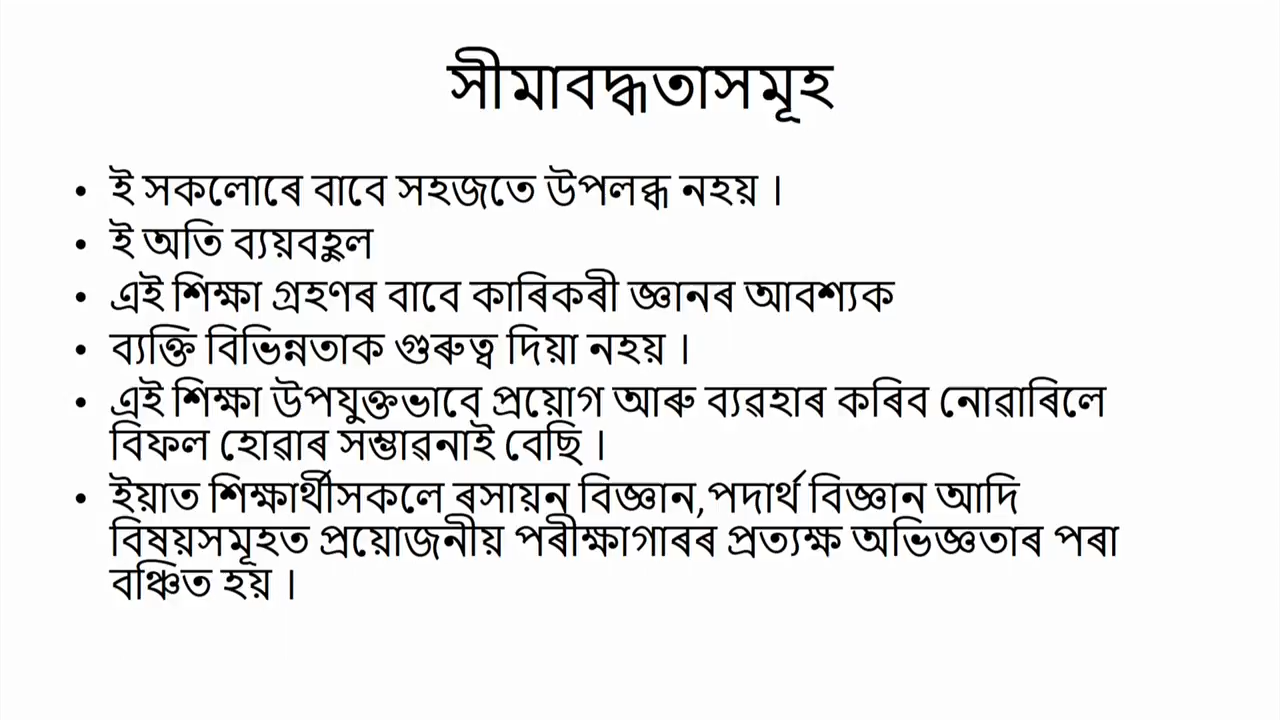 সীমাবদ্ধতাসমূহ
• ই সকলোৰে বাবে সহজতে উপলব্ধ নহয় ।
• ই অতি ব্যয়বহুল
• এই শিক্ষা গ্ৰহণৰ বাবে কাৰিকৰী জ্ঞানৰ আবশ্যক
• ব্যক্তি বিভিন্নতাক গুৰুত্ব দিয়া নহয় ।
• এই শিক্ষা উপযুক্তভাবে প্ৰয়োগ আৰু ব্যৱহাৰ কৰিব নোৱাৰিলে
বিফল হোৱাৰ সম্ভাৱনাই বেছি ।
• ইয়াত শিক্ষাৰ্থীসকলে ৰসায়ন বিজ্ঞান,পদাৰ্থ বিজ্ঞান আদি
বিষয়সমূহত প্ৰয়োজনীয় পৰীক্ষাগাৰৰ প্ৰত্যক্ষ অভিজ্ঞতাৰ পৰা
বঞ্চিত হয় ।